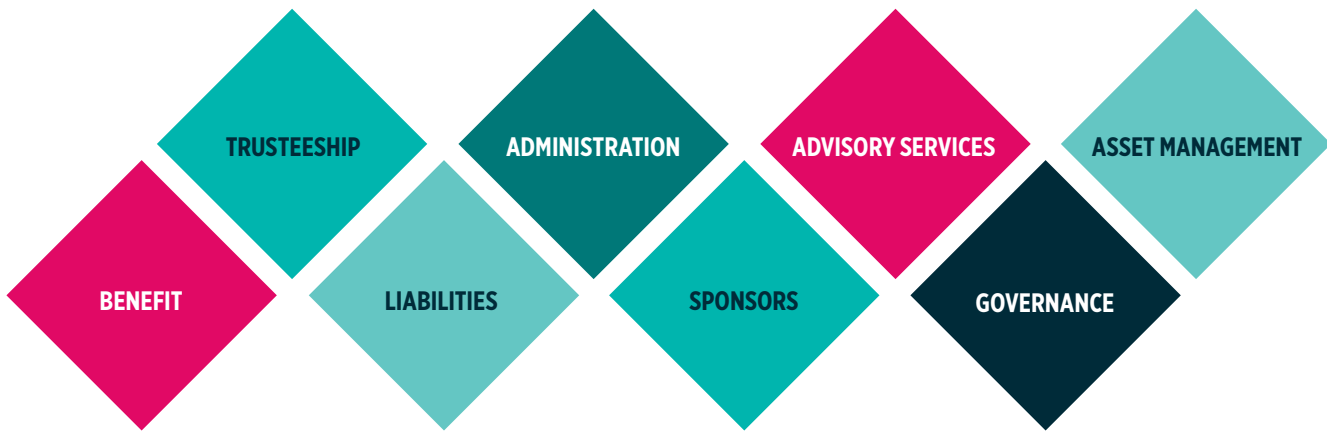 TRUSTEESHIP
ADMINISTRATION
ADVISORY SERVICES
ASSET MANAGEMENT
BENEFIT
LIABILITIES
SPONSORS
GOVERNANCE